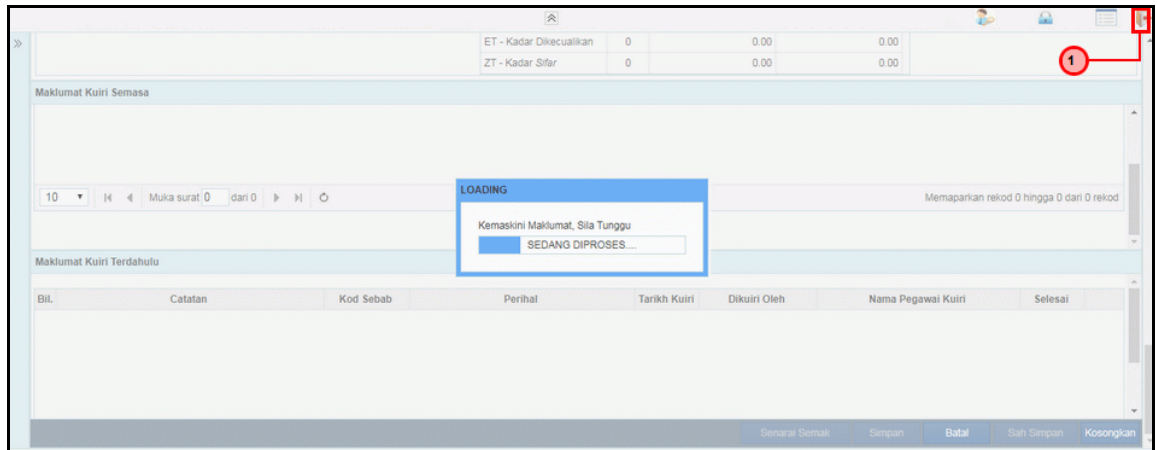 ET - Kadar Dikecualikan 0 0.00 0.00
ZT - Kadar Sifar 0 0.00 0.00
1
Maklumat Kuiri Semasa
10 Muka surat 0 dari 0 Memaparkan rekod 0 hingga 0 dari 0 rekod
LOADING
Kemaskini Maklumat, Sila Tunggu
SEDANG DIPROSES....
Maklumat Kuiri Terdahulu
Bil. Catatan Kod Sebab Perihal Tarikh Kuiri Dikuiri Oleh Nama Pegawai Kuiri Selesai
Senarai Semak Simpan Batal Sah Simpan Kosongkan